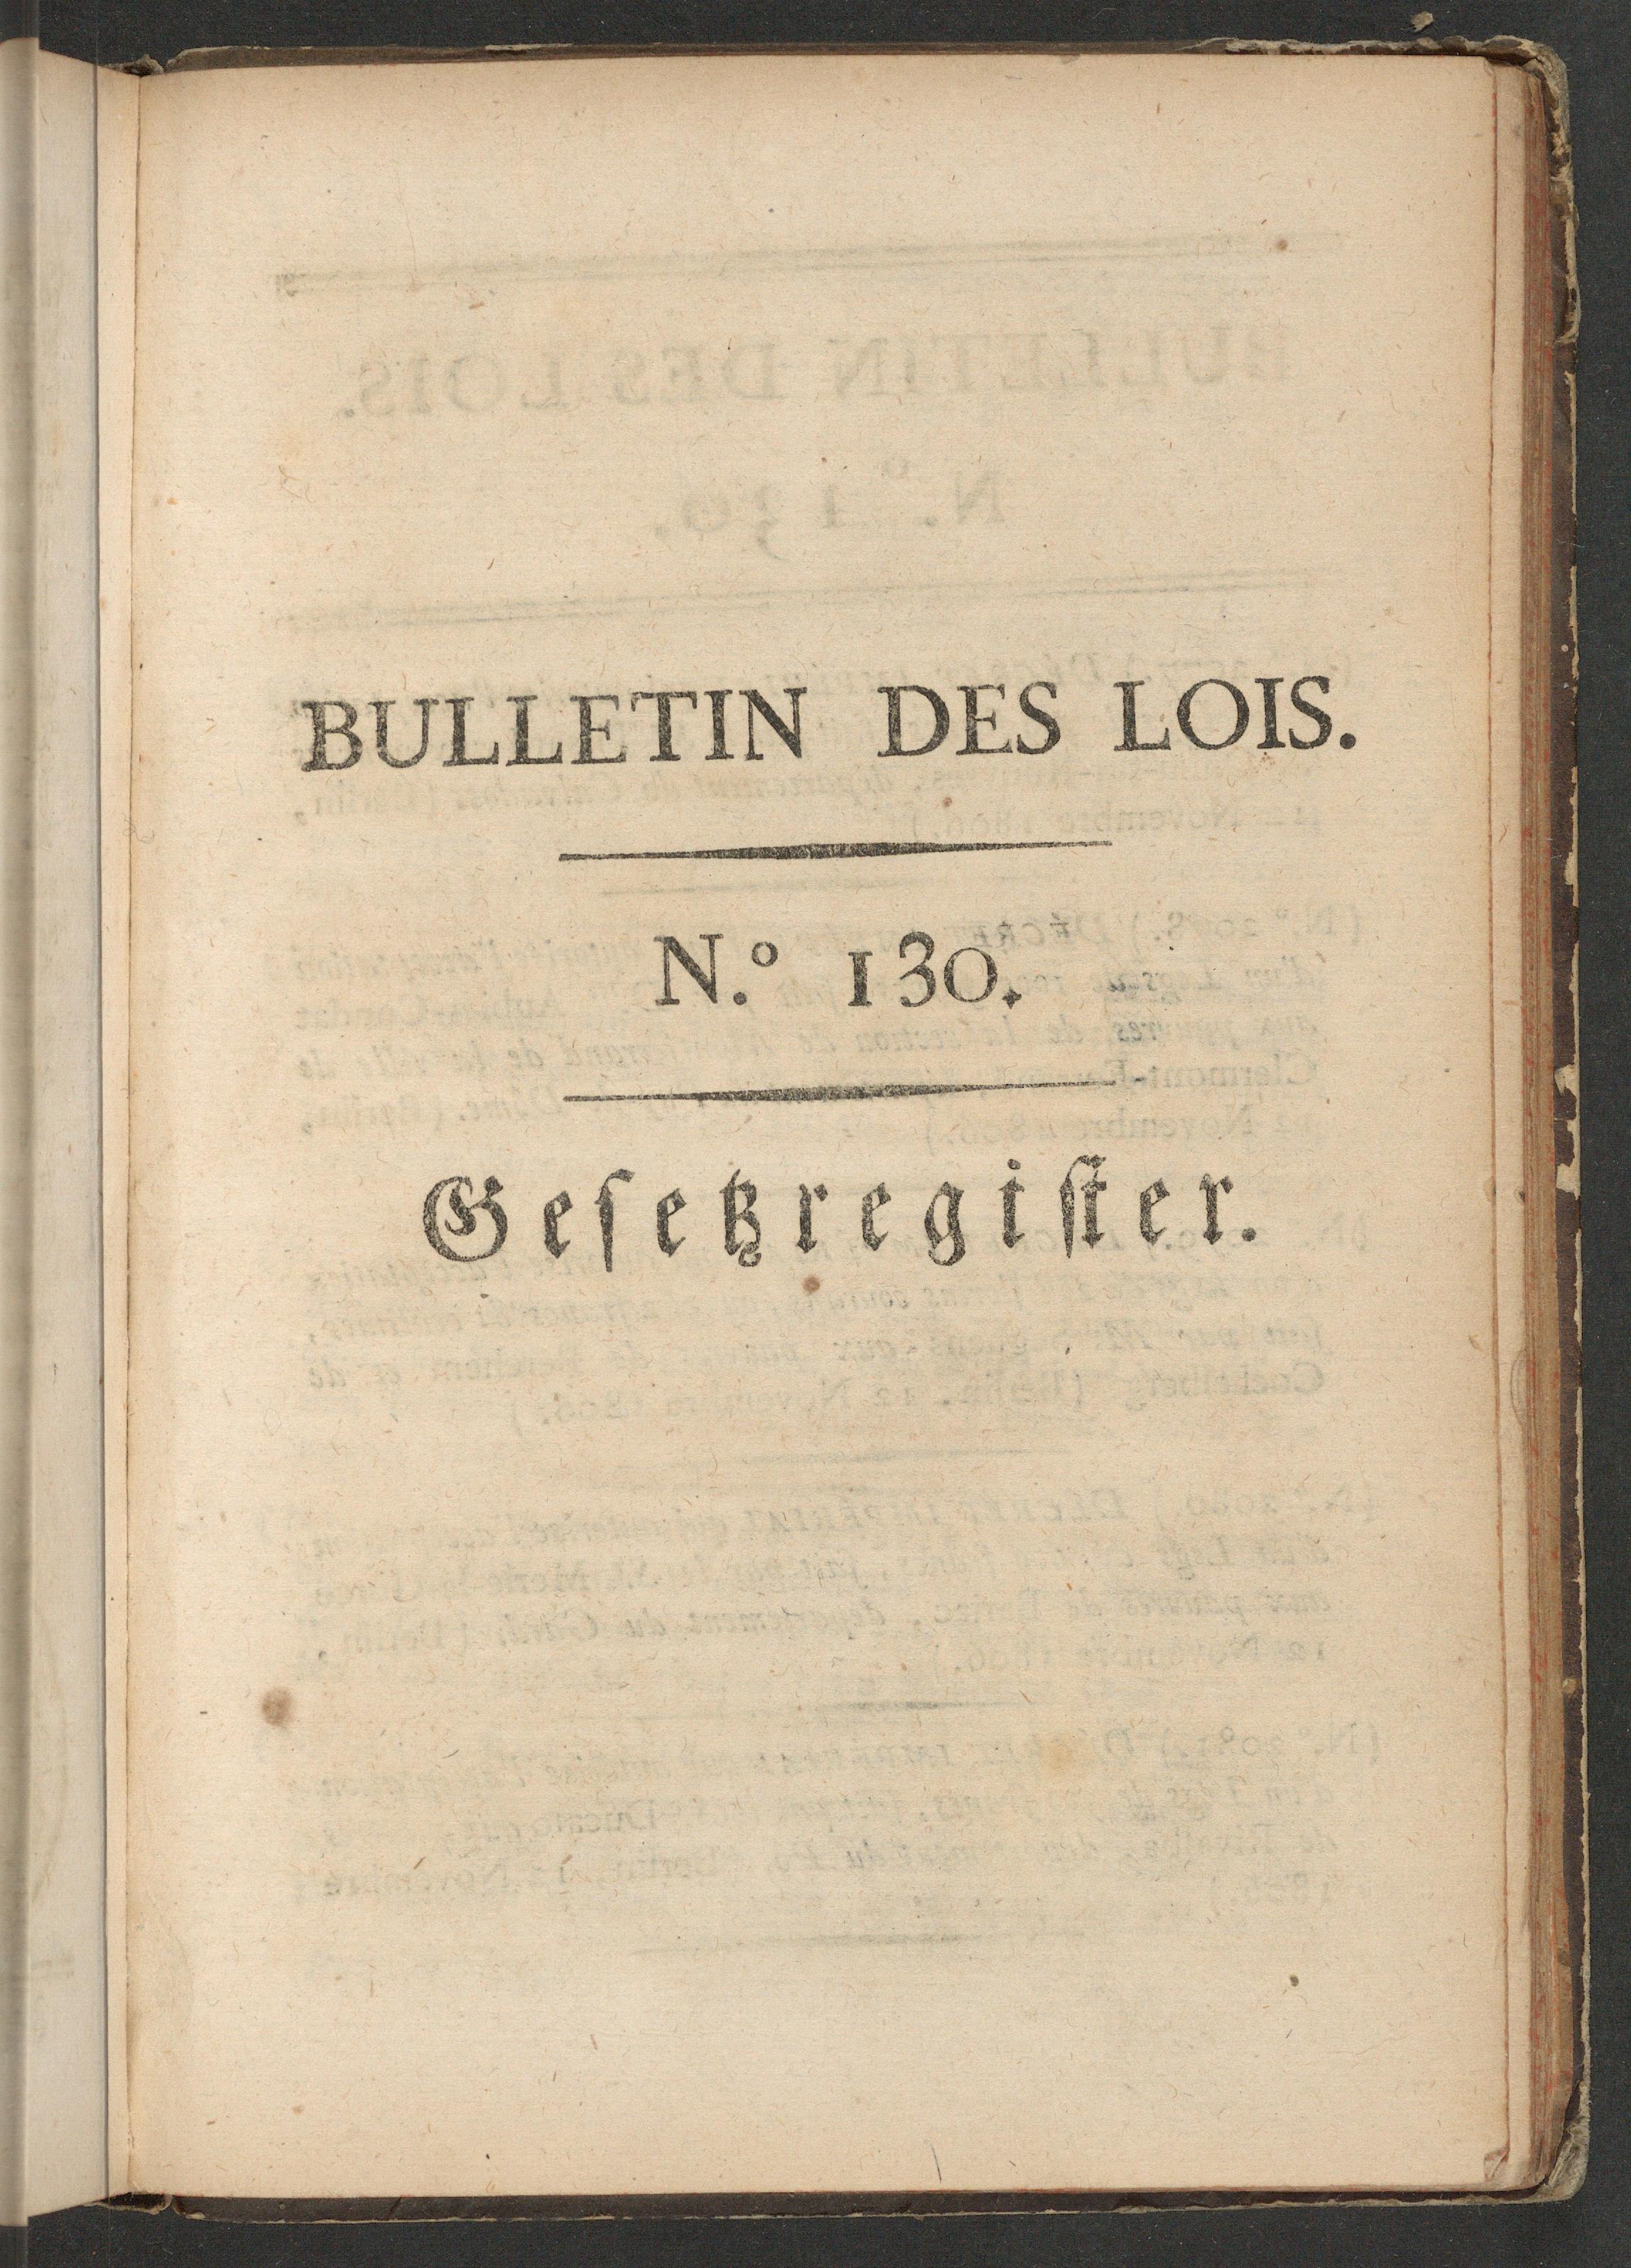 BULLETIN DES LOIS.
N.º 130.
Geſetzregiſter.